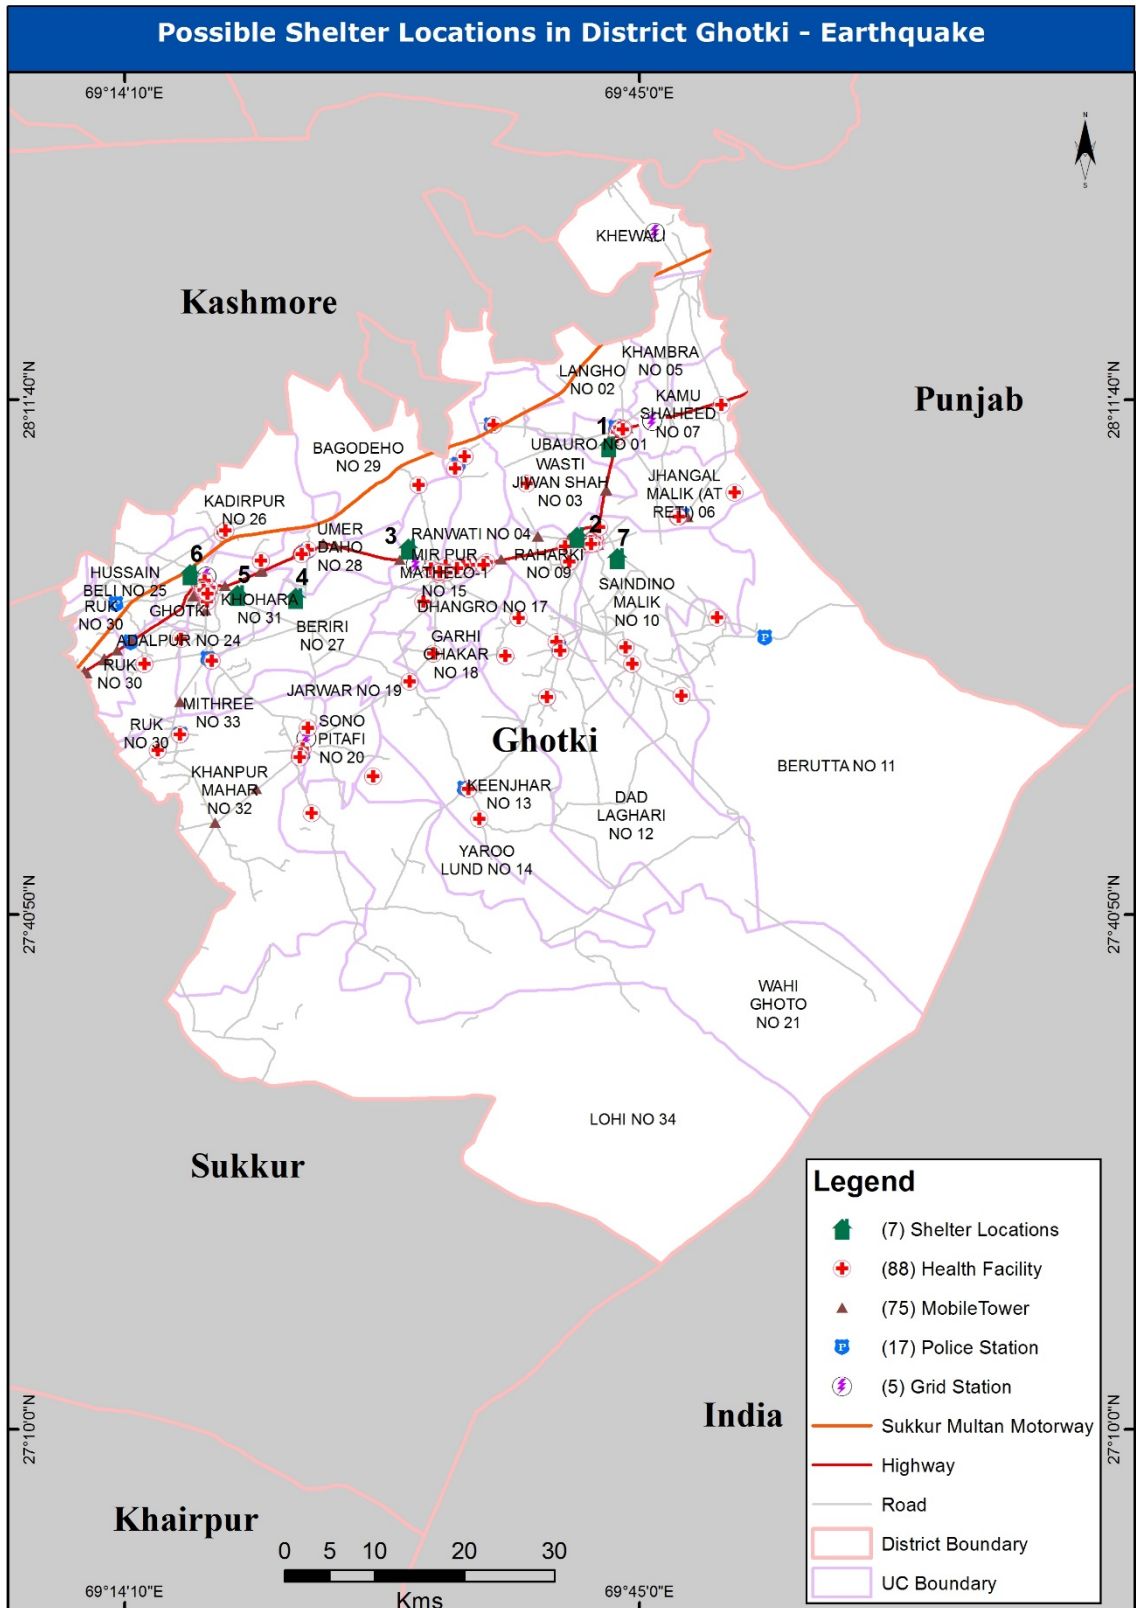 Possible Shelter Locations in District Ghotki - Earthquake
69°14'10"E
69°45'0"E
N
S
28°11'40"N
28°11'40"N
27°40'50"N
27°40'50"N
27°10'0"N
27°10'0"N
KHEWALI
Kashmore
Punjab
KHAMBRA
NO 05
LANGHO
NO 02
KAMU
SHAHEED
NO 07
1
UBAURO NO 01
BAGODEHO
NO 29
WASTI
JIWAN SHAH
NO 03
JHANGAL
MALIK (AT
RETI) 06
KADIRPUR
NO 26
UMER
DAHO
NO 28
3
RANWATI NO 04
2
7
MIR PUR
MATHELO-1
NO 15
RAHARKI
NO 09
6
5
4
HUSSAIN
BELI NO 25
RUK
NO 30
GHOTKI
KHOHARA
NO 31
SAINDINO
MALIK
NO 10
DHANGRO NO 17
BERIRI
NO 27
ADALPUR NO 24
GARHI
CHAKAR
NO 18
RUK
NO 30
JARWAR NO 19
MITHREE
NO 33
RUK
NO 30
SONO
PITAFI
NO 20
Ghotki
BERUTTA NO 11
KHANPUR
MAHAR
NO 32
KEENJHAR
NO 13
DAD
LAGHARI
NO 12
YAROO
LUND NO 14
WAHI
GHOTO
NO 21
LOHI NO 34
Sukkur
India
Khairpur
Legend
(7) Shelter Locations
(88) Health Facility
(75) MobileTower
P
(17) Police Station
(5) Grid Station
Sukkur Multan Motorway
Highway
Road
District Boundary
UC Boundary
0 5 10 20 30
Kms
69°14'10"E
69°45'0"E